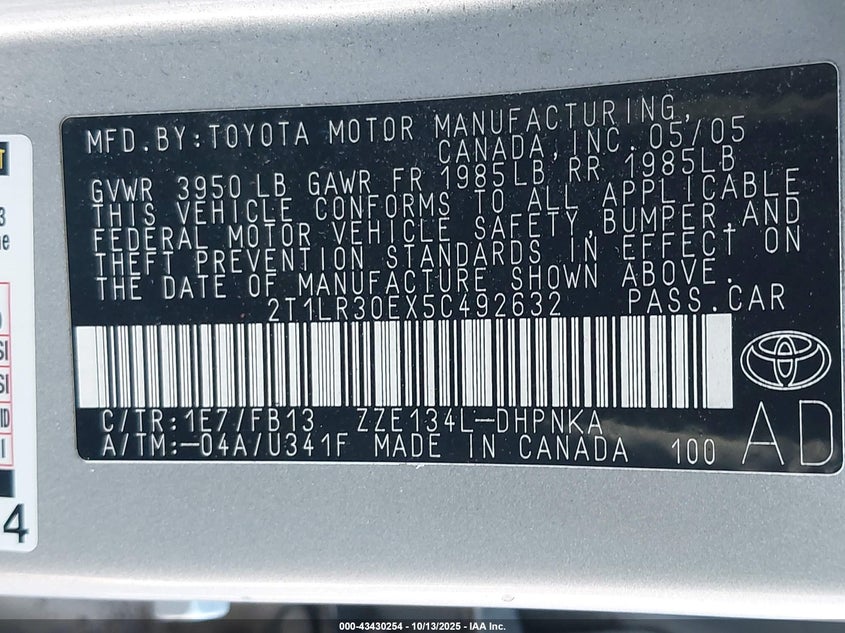 MFD.BY:TOYOTA MOTOR MANUFACTURING,
CANADA,INC. 05/05
GVWR 3950 LB GAWR FR 1985LB RR 1985LB
THIS VEHICLE CONFORMS TO ALL APPLICABLE
FEDERAL MOTOR VEHICLE SAFETY,BUMPER,AND
THEFT PREVENTION STANDARDS IN EFFECT ON
THE DATE OF MANUFACTURE SHOWN ABOVE.
2T1LR30EX5C492632 PASS.CAR
C/TR:1E7/FB13 ZZE134L-DHPNKA
A/TM:-04A/U341F MADE IN CANADA 100
AD
4
000-43430254 - 10/13/2025 - IAA Inc.